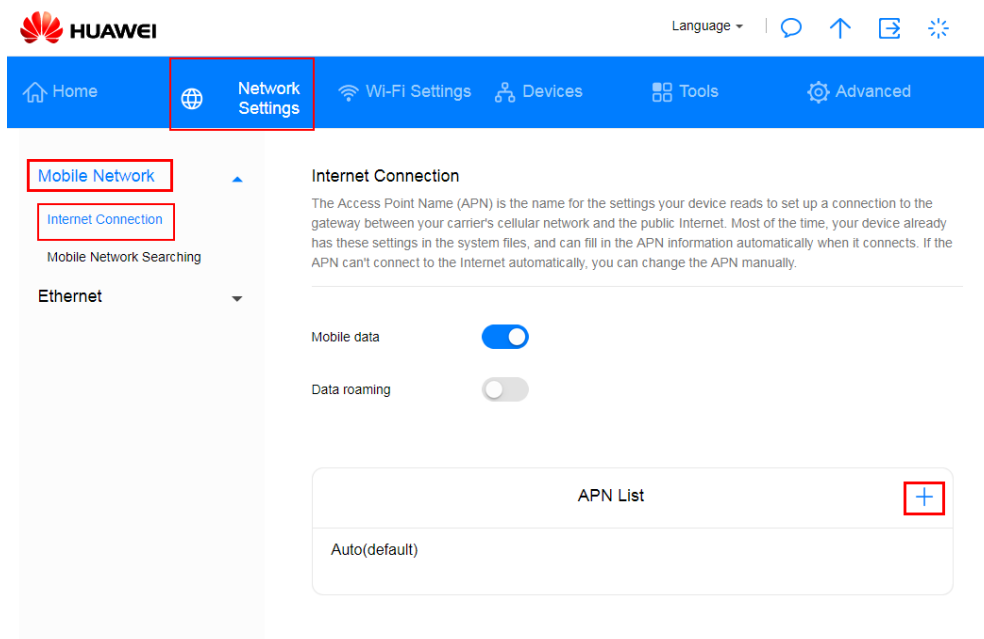 HUAWEI
Language
Home
Network
Settings
Wi-Fi Settings
Devices
Tools
Advanced
Mobile Network
Internet Connection
Mobile Network Searching
Ethernet
Internet Connection
The Access Point Name (APN) is the name for the settings your device reads to set up a connection to the
gateway between your carrier's cellular network and the public Internet. Most of the time, your device already
has these settings in the system files, and can fill in the APN information automatically when it connects. If the
APN can't connect to the Internet automatically, you can change the APN manually.
Mobile data
Data roaming
APN List
Auto(default)